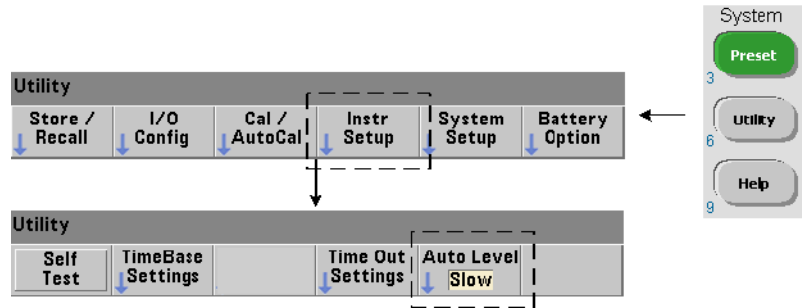 System
Preset
3
Utility
Store / Recall
I/O Config
Cal / AutoCal
Instr Setup
System Setup
Battery Option
Utility
6
Help
9
Utility
Self Test
TimeBase Settings
Time Out Settings
Auto Level
Slow